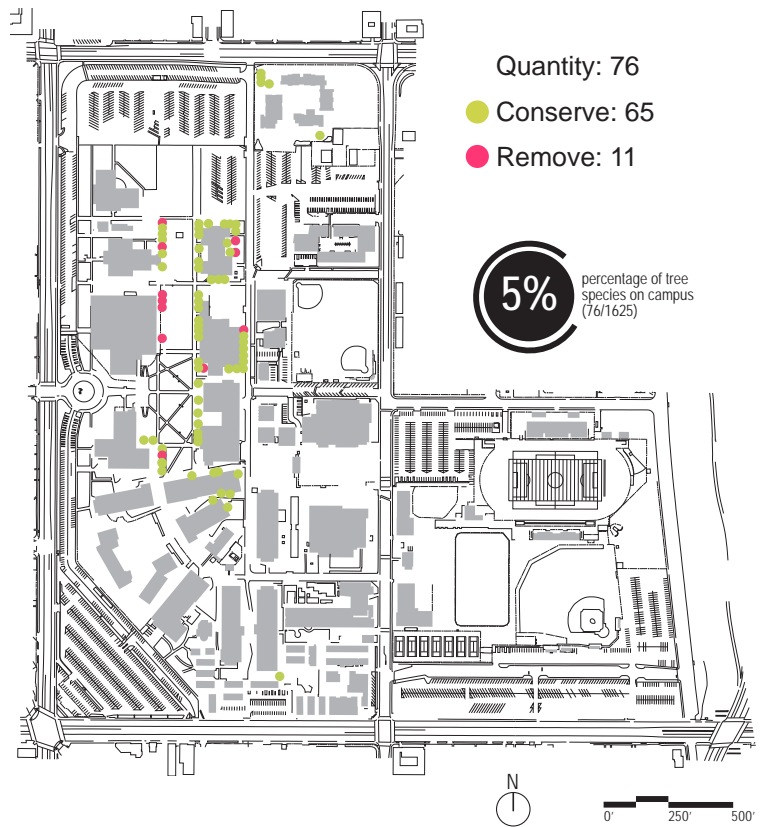 Quantity: 76
Conserve: 65
Remove: 11
5%
percentage of tree
species on campus
(76/1625)
N
0' 250' 500'